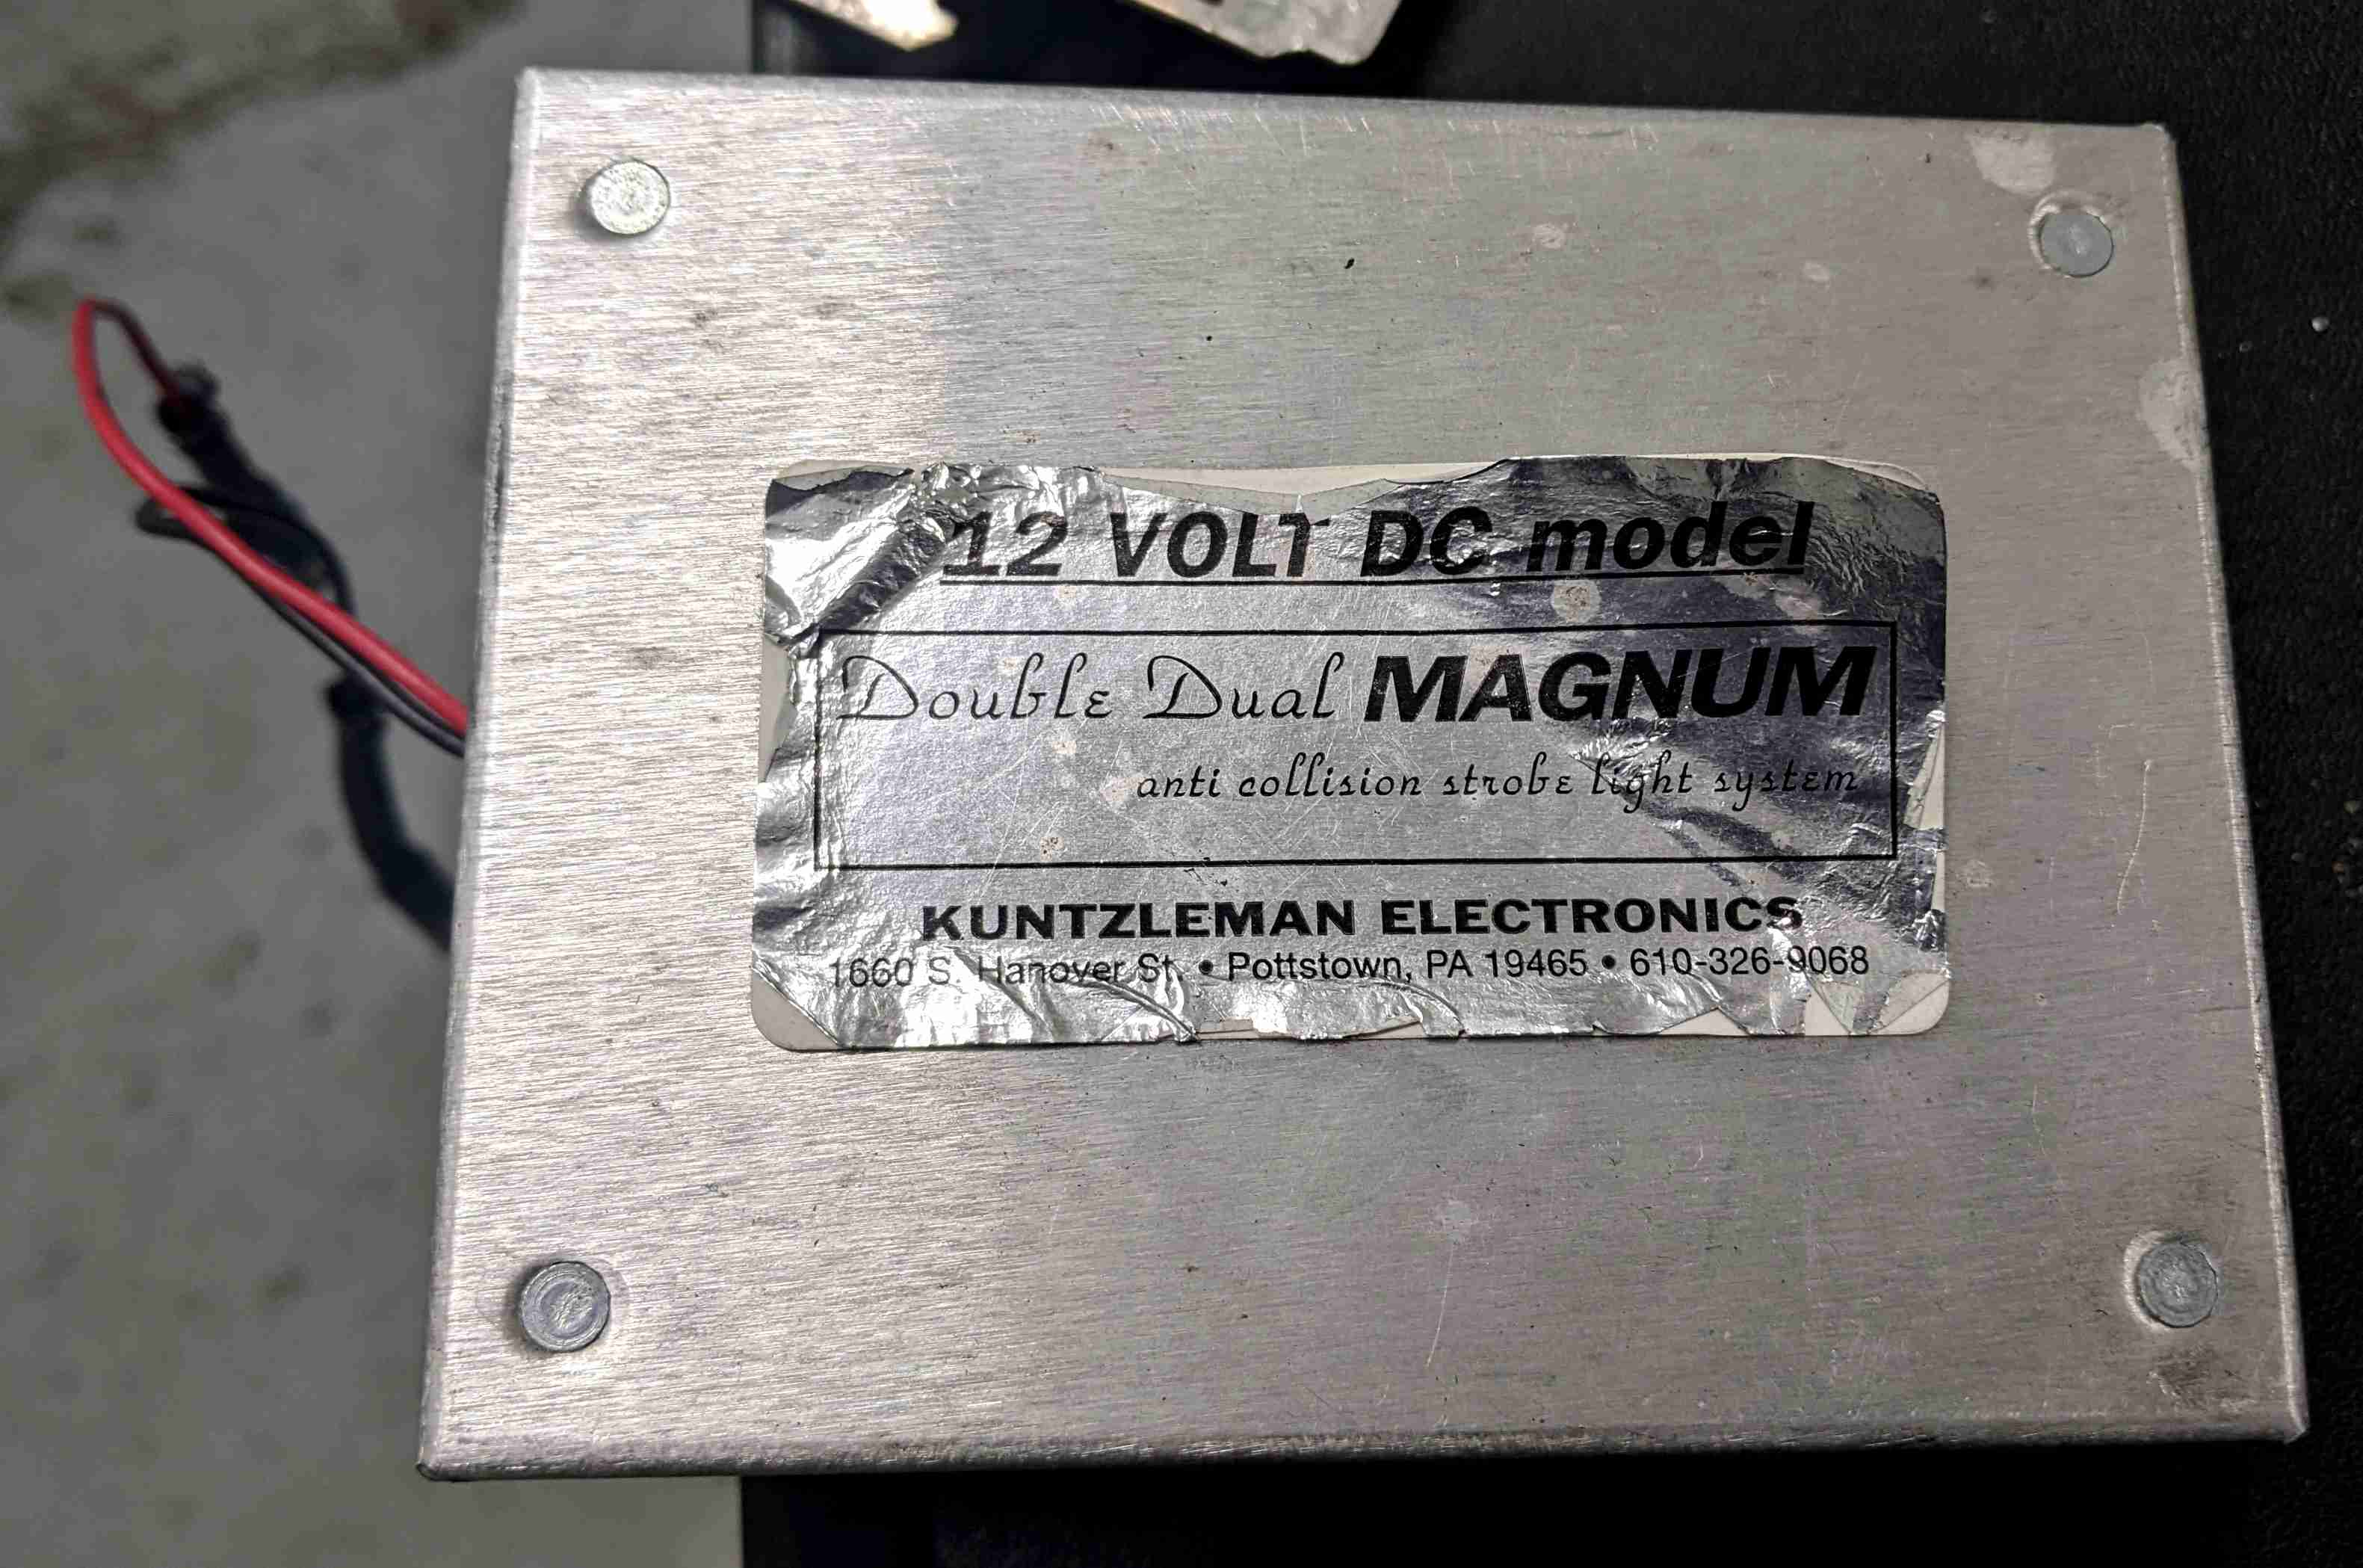 12 VOLT DC model
Double Dual MAGNUM
anti collision strobe light system
KUNTZLEMAN ELECTRONICS
1660 S. Hanover St. • Pottstown, PA 19465 • 610-326-9068